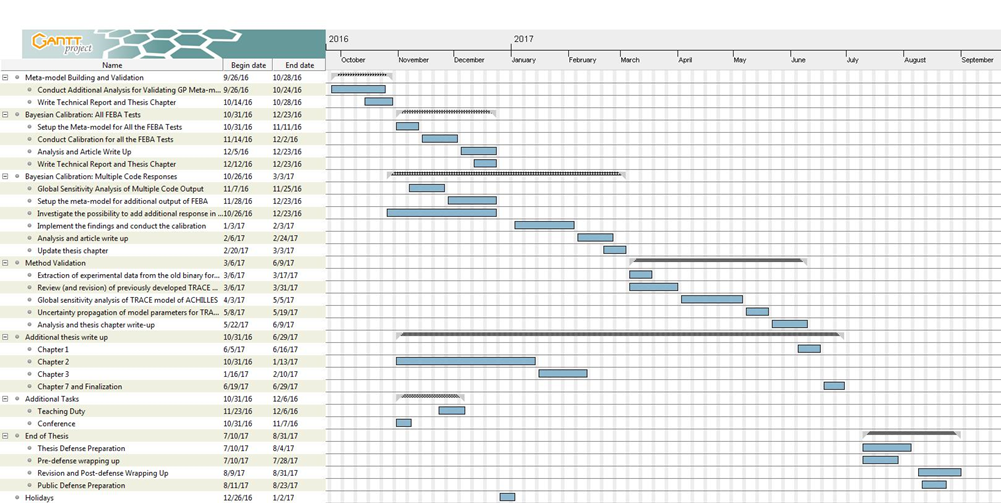 GANTT
project
2016 2017
Name Begin date End date October November December January February March April May June July August September
Meta-model Building and Validation 9/26/16 10/28/16
Conduct Additional Analysis for Validating GP Meta-m... 9/26/16 10/24/16
Write Technical Report and Thesis Chapter 10/14/16 10/28/16
Bayesian Calibration: All FEBA Tests 10/31/16 12/23/16
Setup the Meta-model for All the FEBA Tests 10/31/16 11/11/16
Conduct Calibration for all the FEBA Tests 11/14/16 12/2/16
Analysis and Article Write Up 12/5/16 12/23/16
Write Technical Report and Thesis Chapter 12/12/16 12/23/16
Bayesian Calibration: Multiple Code Responses 10/26/16 3/3/17
Global Sensitivity Analysis of Multiple Code Output 11/7/16 11/25/16
Setup the meta-model for additional output of FEBA 11/28/16 12/23/16
Investigate the possibility to add additional response in ... 10/26/16 12/23/16
Implement the findings and conduct the calibration 1/3/17 2/3/17
Analysis and article write up 2/6/17 2/24/17
Update thesis chapter 2/20/17 3/3/17
Method Validation 3/6/17 6/9/17
Extraction of experimental data from the old binary for... 3/6/17 3/17/17
Review (and revision) of previously developed TRACE ... 3/6/17 3/31/17
Global sensitivity analysis of TRACE model of ACHILLES 4/3/17 5/5/17
Uncertainty propagation of model parameters for TRA... 5/8/17 5/19/17
Analysis and thesis chapter write-up 5/22/17 6/9/17
Additional thesis write up 10/31/16 6/29/17
Chapter 1 6/5/17 6/16/17
Chapter 2 10/31/16 1/13/17
Chapter 3 1/16/17 2/10/17
Chapter 7 and Finalization 6/19/17 6/29/17
Additional Tasks 10/31/16 12/6/16
Teaching Duty 11/23/16 12/6/16
Conference 10/31/16 11/7/16
End of Thesis 7/10/17 8/31/17
Thesis Defense Preparation 7/10/17 8/4/17
Pre-defense wrapping up 7/10/17 7/28/17
Revision and Post-defense Wrapping Up 8/9/17 8/31/17
Public Defense Preparation 8/11/17 8/23/17
Holidays 12/26/16 1/2/17